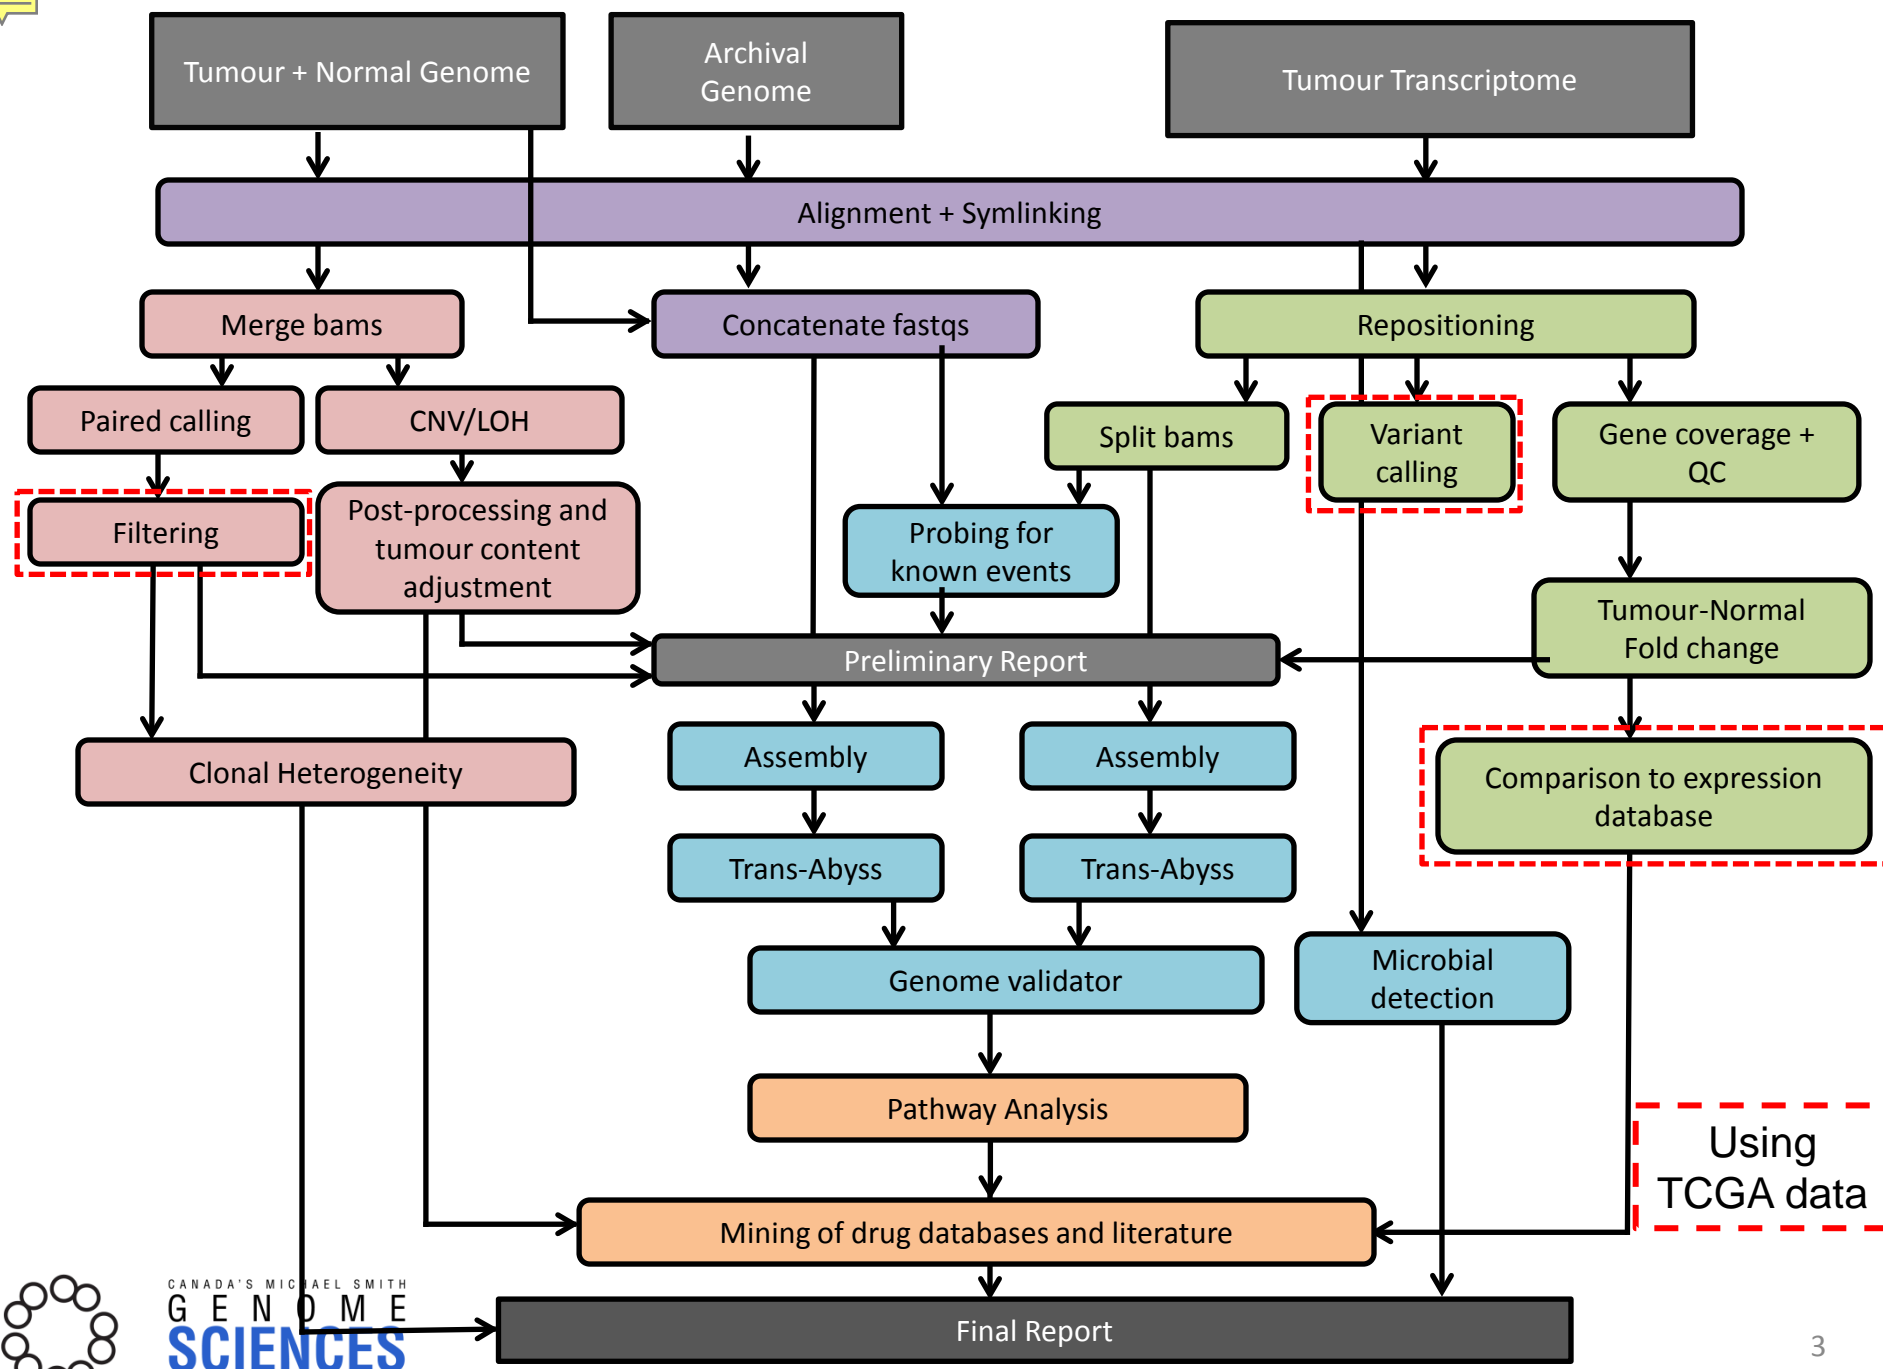 Tumour + Normal Genome
Archival
Genome
Tumour Transcriptome
Alignment + Symlinking
Merge bams
Concatenate fastqs
Repositioning
Paired calling
CNV/LOH
Split bams
Variant
calling
Gene coverage +
QC
Filtering
Post-processing and
tumour content
adjustment
Probing for
known events
Tumour-Normal
Fold change
Preliminary Report
Clonal Heterogeneity
Assembly
Assembly
Comparison to expression
database
Trans-Abyss
Trans-Abyss
Genome validator
Microbial
detection
Pathway Analysis
Using
TCGA data
Mining of drug databases and literature
CANADA'S MICHAEL SMITH
GENOME
SCIENCES
Final Report
3